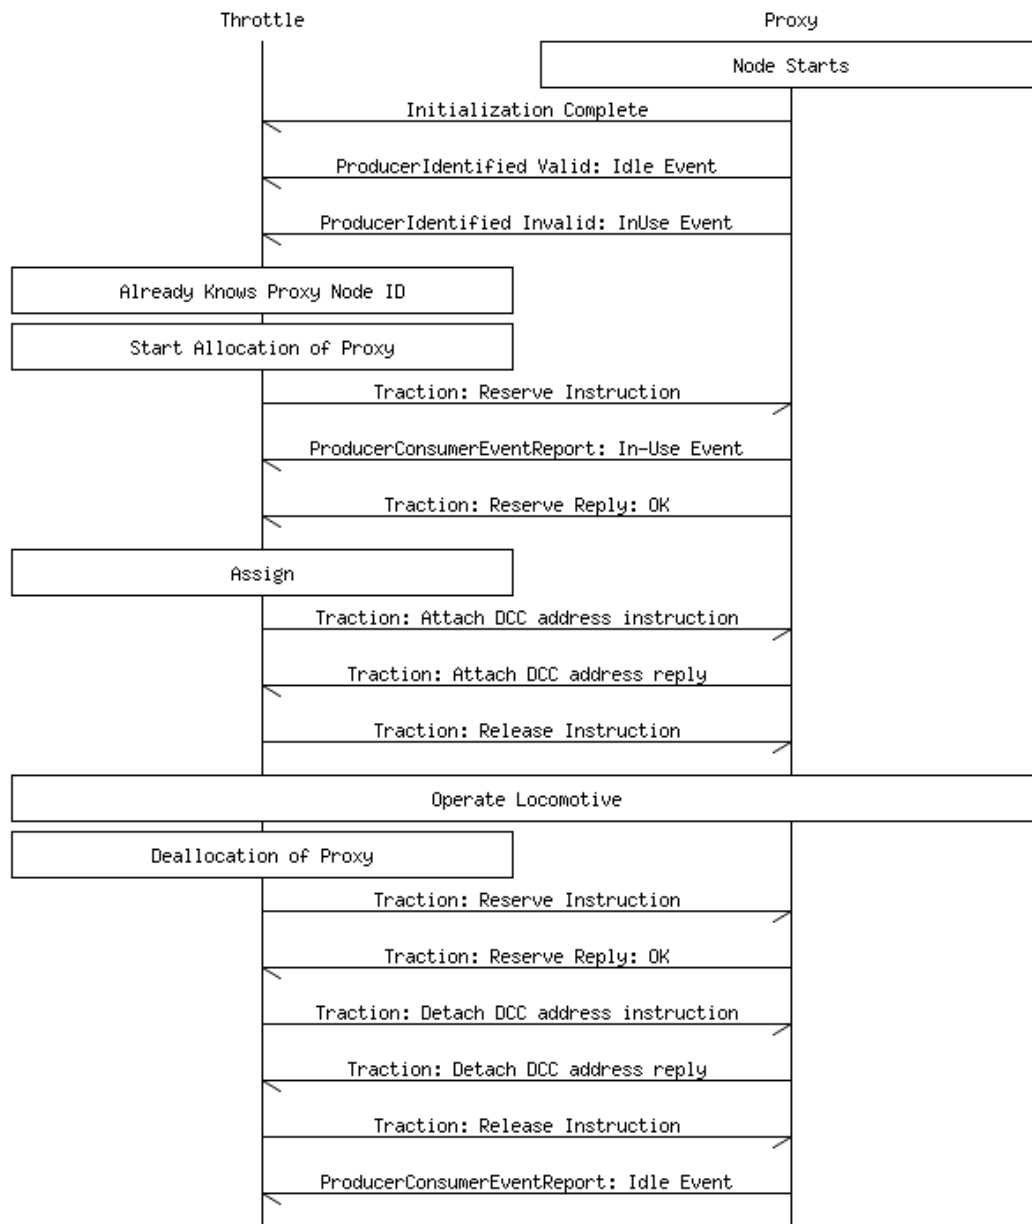 Throttle
Proxy
Node Starts
Initialization Complete
ProducerIdentified Valid: Idle Event
ProducerIdentified Invalid: InUse Event
Already Knows Proxy Node ID
Start Allocation of Proxy
Traction: Reserve Instruction
ProducerConsumerEventReport: In-Use Event
Traction: Reserve Reply: OK
Assign
Traction: Attach DCC address instruction
Traction: Attach DCC address reply
Traction: Release Instruction
Operate Locomotive
Deallocation of Proxy
Traction: Reserve Instruction
Traction: Reserve Reply: OK
Traction: Detach DCC address instruction
Traction: Detach DCC address reply
Traction: Release Instruction
ProducerConsumerEventReport: Idle Event